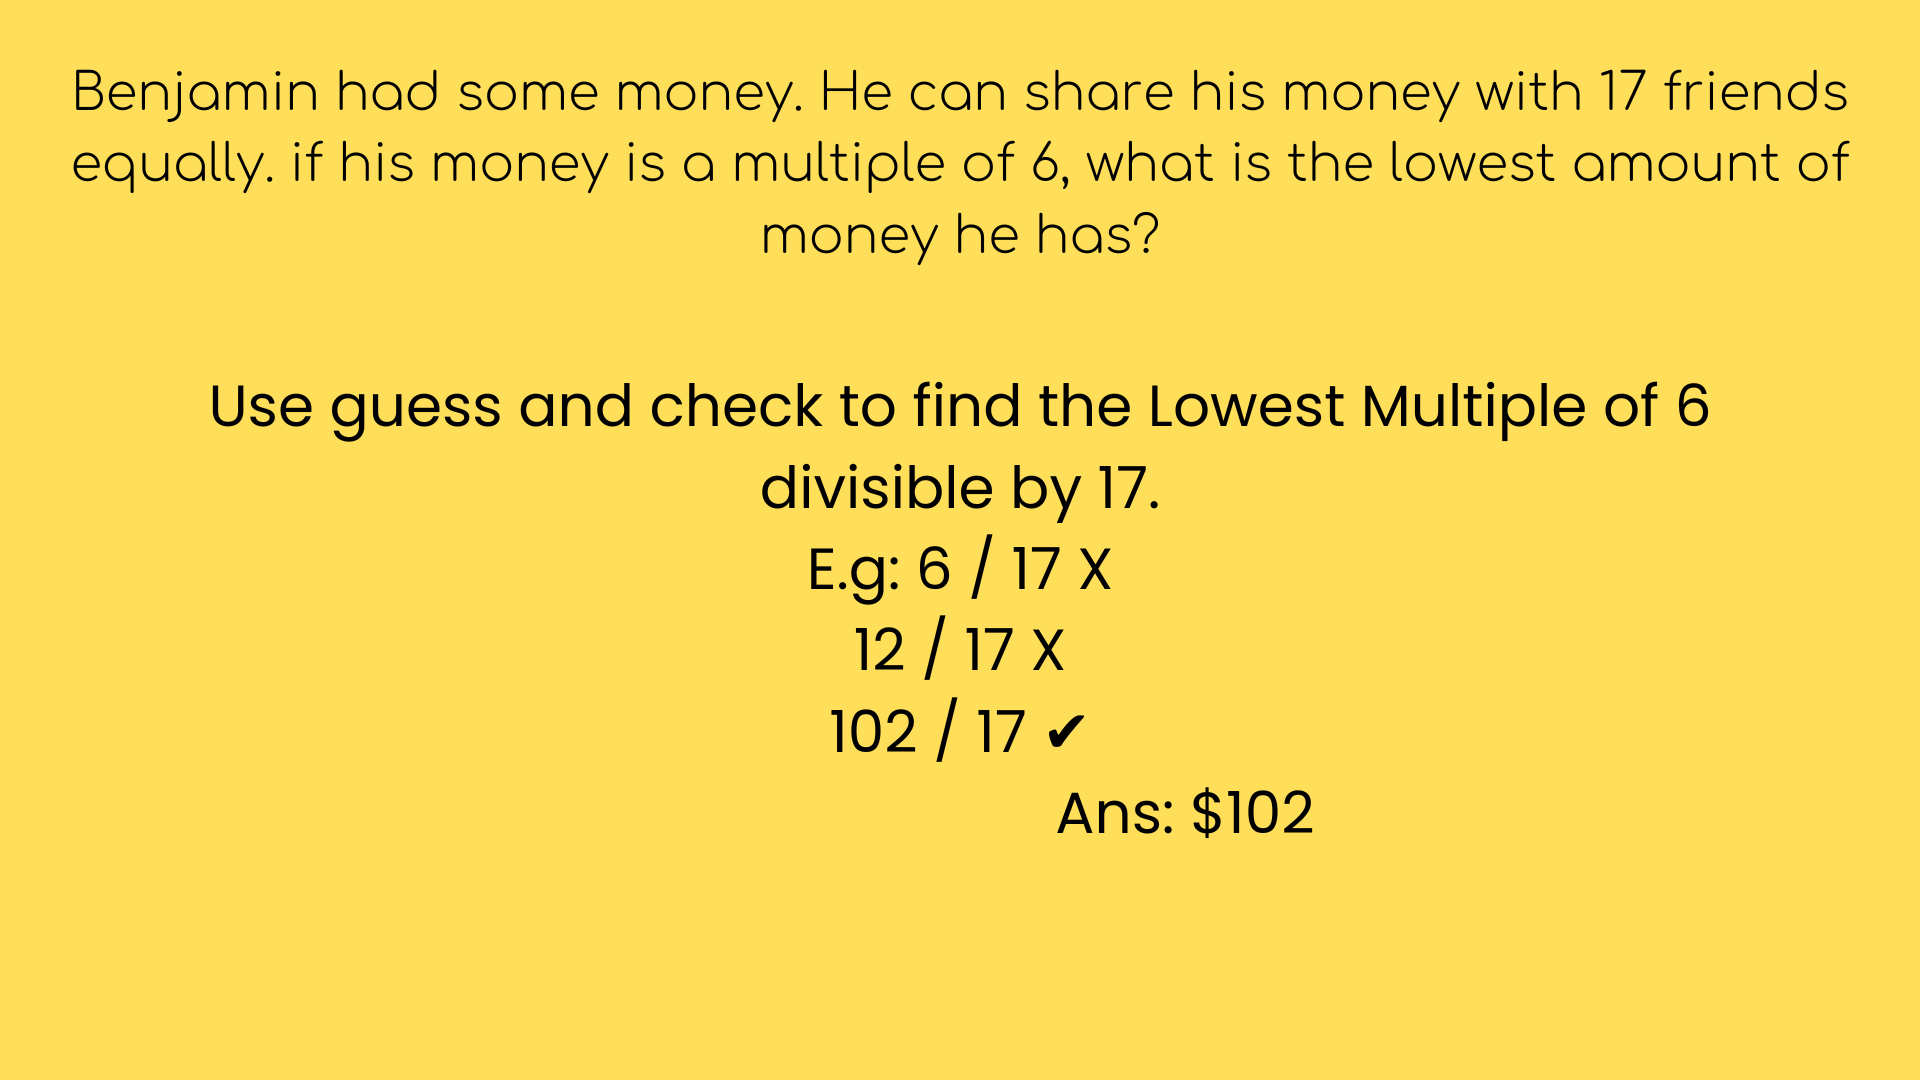 Benjamin had some money. He can share his money with 17 friends
equally. if his money is a multiple of 6, what is the lowest amount of
money he has?
Use guess and check to find the Lowest Multiple of 6
divisible by 17.
E.g: 6 / 17 X
12 / 17 X
102 / 17 ✔
Ans: $102